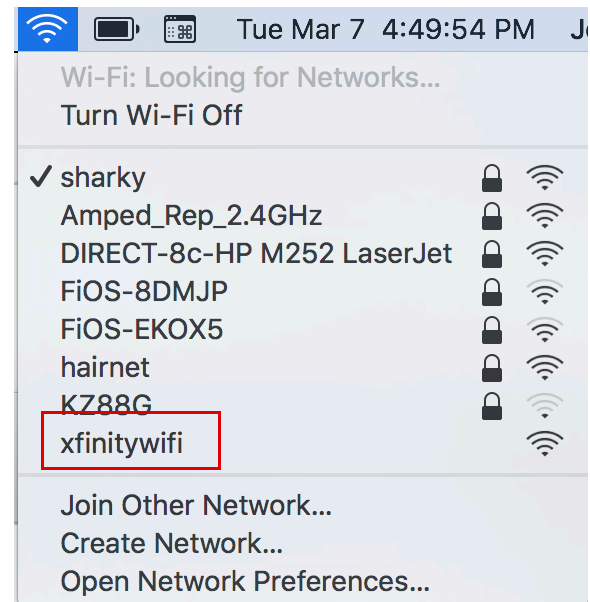 Tue Mar 7 4:49:54 PM
Wi-Fi: Looking for Networks...
Turn Wi-Fi Off
sharky
Amped_Rep_2.4GHz
DIRECT-8c-HP M252 LaserJet
FiOS-8DMJP
FiOS-EKOX5
hairnet
KZ88G
xfinitywifi
Join Other Network...
Create Network...
Open Network Preferences...